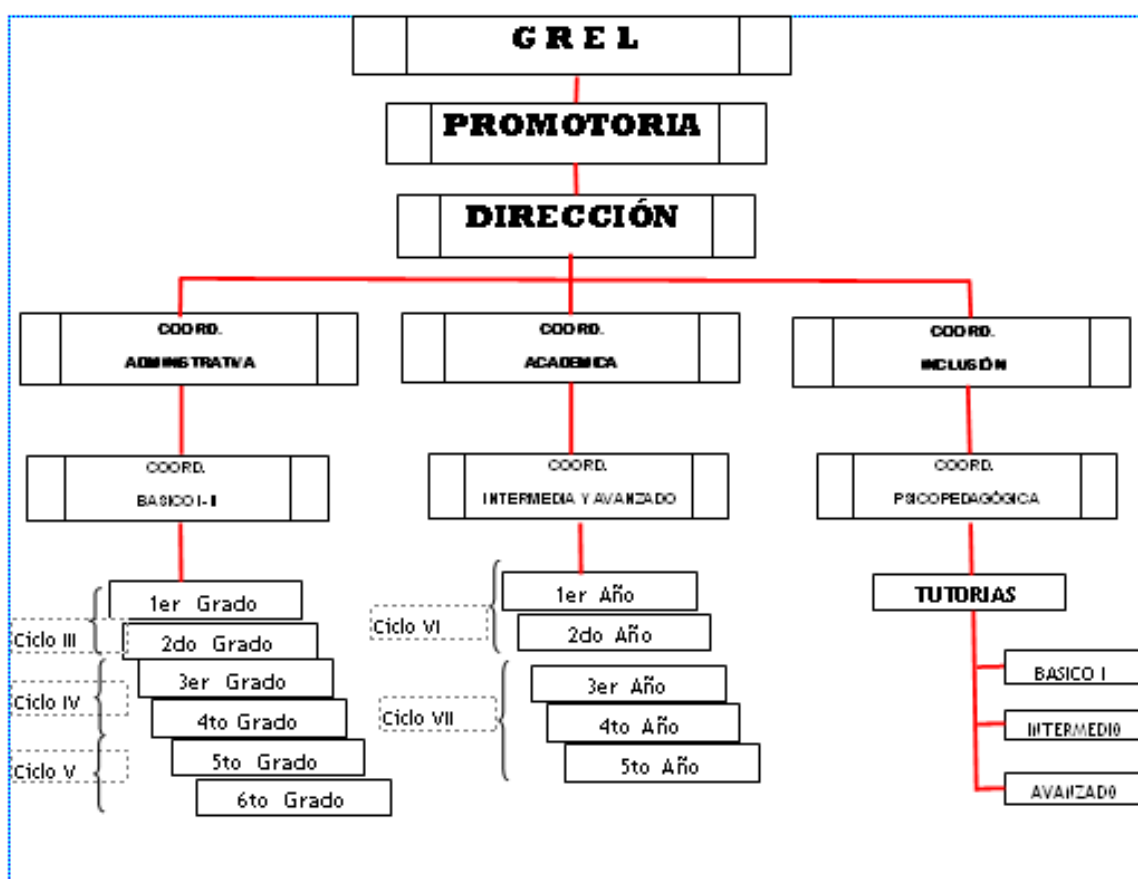 G R E L
PROMOTORIA
DIRECCIÓN
COORD.
ADMINISTRATIVA
COORD.
ACADEMICA
COORD.
INCLUSIÓN
COORD.
BASICO I-II
COORD.
INTERMEDIA Y AVANZADO
COORD.
PSICOPEDAGÓGICA
1er Grado
2do Grado
3er Grado
4to Grado
5to Grado
6to Grado
Ciclo III
Ciclo IV
Ciclo V
1er Año
2do Año
3er Año
4to Año
5to Año
Ciclo VI
Ciclo VII
TUTORIAS
BASICO I
INTERMEDIO
AVANZADO